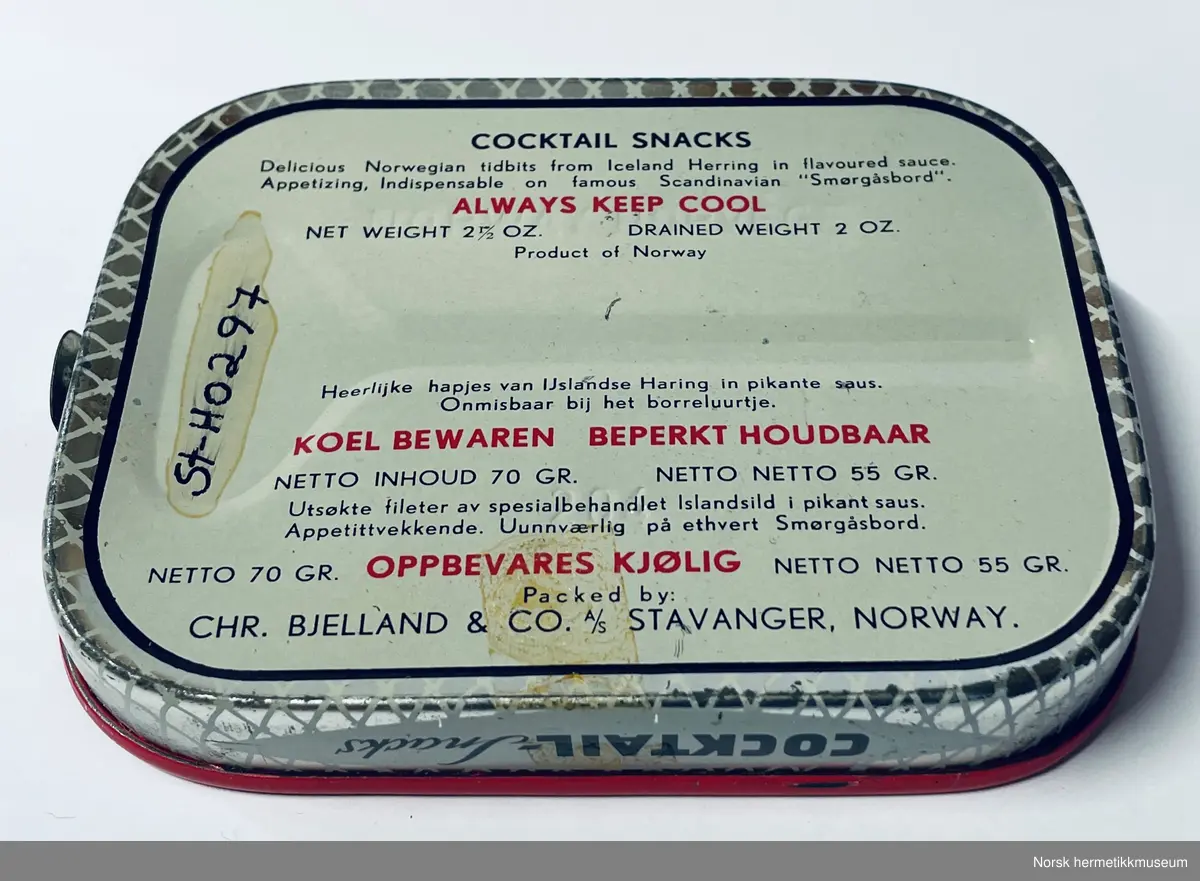 COCKTAIL SNACKS
Delicious Norwegian tidbits from Iceland Herring in flavoured sauce.
Appetizing, Indispensable on famous Scandinavian "Smørgåsbord".
ALWAYS KEEP COOL
NET WEIGHT 2½ OZ. DRAINED WEIGHT 2 OZ.
Product of Norway
St-H0297
Heerlijke hapjes van IJslandse Haring in pikante saus.
Onmisbaar bij het borreluurtje.
KOEL BEWAREN BEPERKT HOUDBAAR
NETTO INHOUD 70 GR. NETTO NETTO 55 GR.
Utsøkte fileter av spesialbehandlet Islandsild i pikant saus.
Appetittvekkende. Uunnværlig på ethvert Smørgåsbord.
NETTO 70 GR. OPPBEVARES KJØLIG NETTO NETTO 55 GR.
Packed by:
CHR. BJELLAND & CO. A/S STAVANGER, NORWAY.
COCKTAIL-Snacks
Norsk hermetikkmuseum